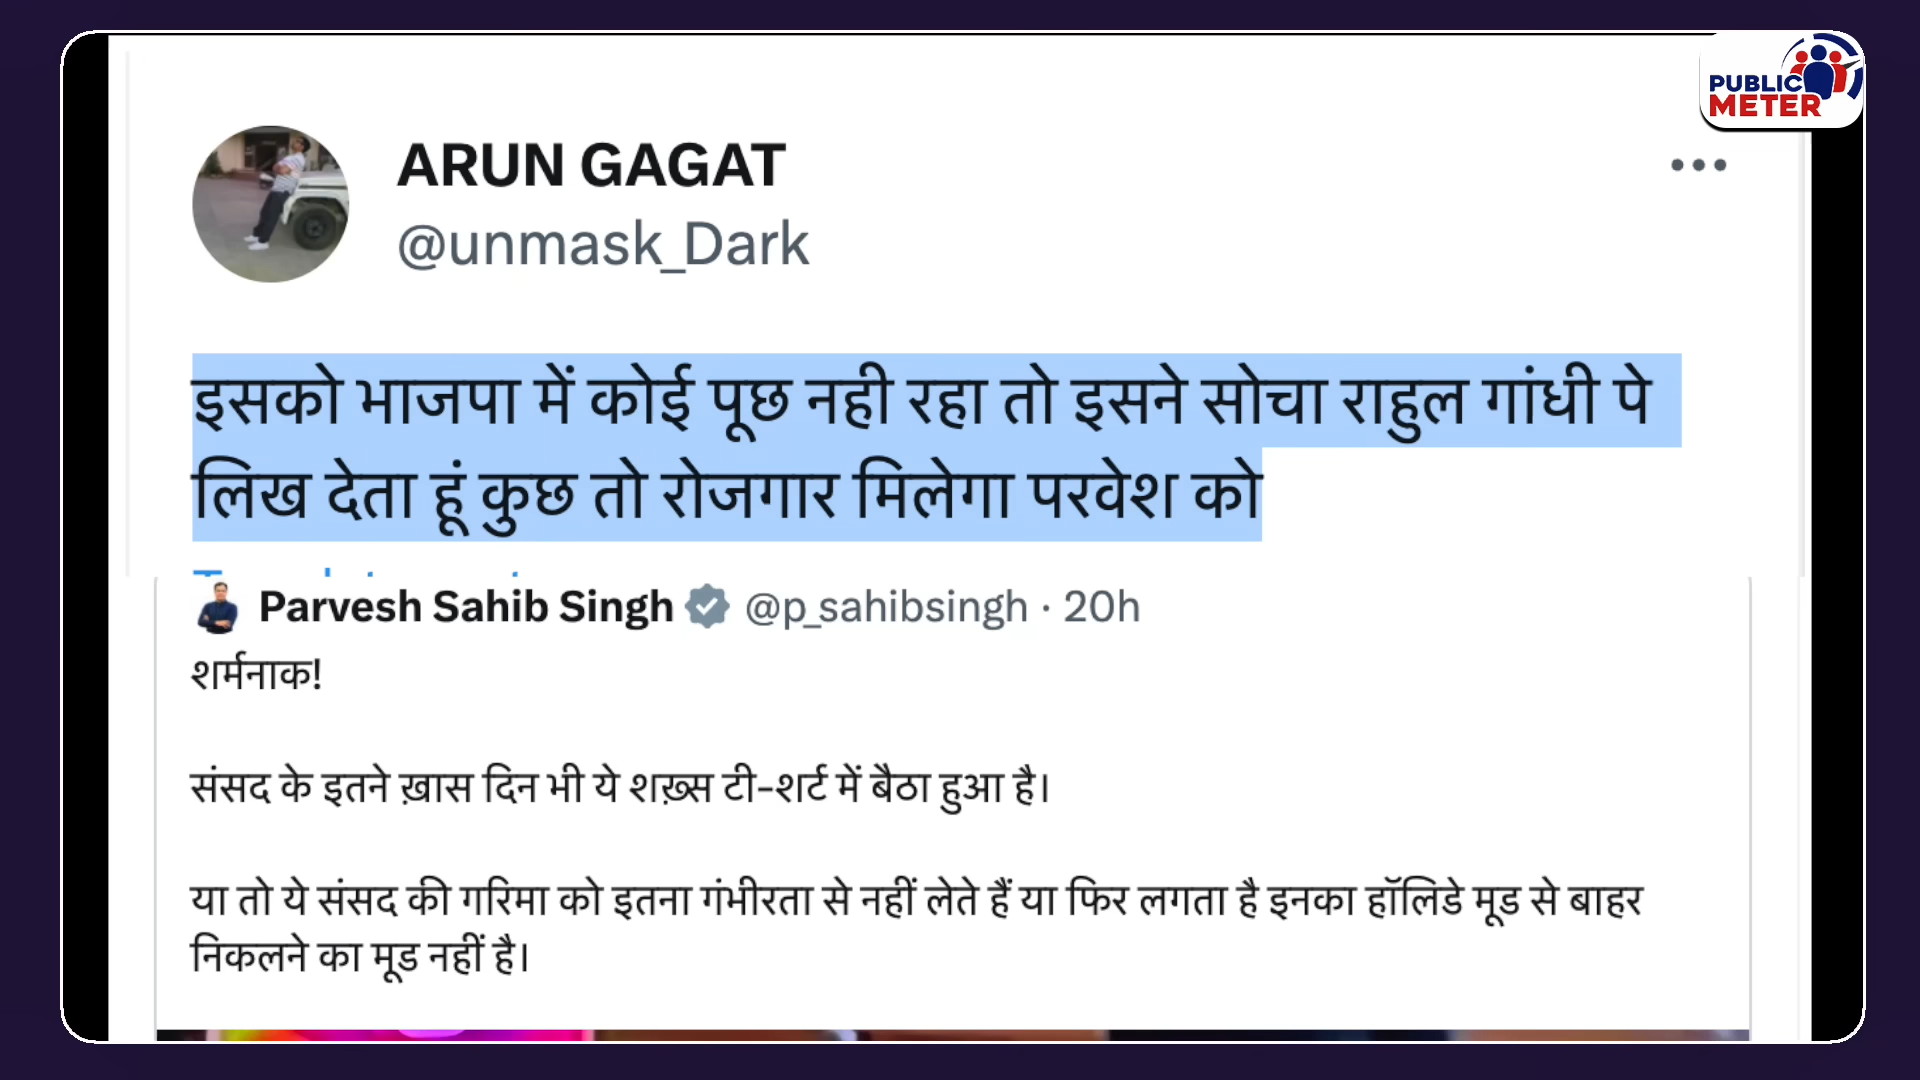 PUBLIC
METER
ARUN GAGAT
@unmask_Dark
इसको भाजपा में कोई पूछ नही रहा तो इसने सोचा राहुल गांधी पे
लिख देता हूं कुछ तो रोजगार मिलेगा परवेश को
Parvesh Sahib Singh @p_sahibsingh · 20h
शर्मनाक!
संसद के इतने ख़ास दिन भी ये शख़्स टी-शर्ट में बैठा हुआ है।
या तो ये संसद की गरिमा को इतना गंभीरता से नहीं लेते हैं या फिर लगता है इनका हॉलिडे मूड से बाहर
निकलने का मूड नहीं है।